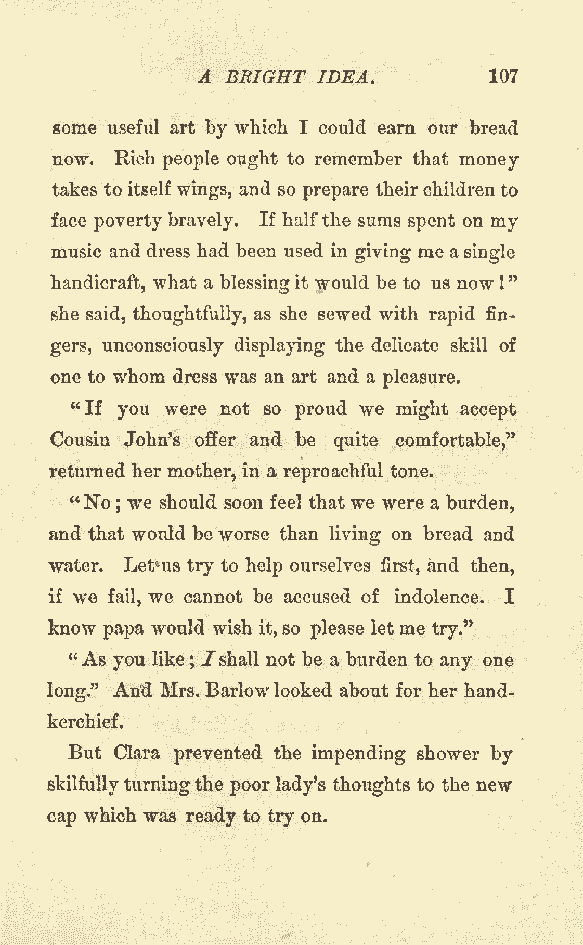 A BRIGHT IDEA. 107
some useful art by which I could earn our bread
now. Rich people ought to remember that money
takes to itself wings, and so prepare their children to
face poverty bravely. If half the sums spent on my
music and dress had been used in giving me a single
handicraft, what a blessing it would be to us now!"
she said, thoughtfully, as she sewed with rapid fin-
gers, unconsciously displaying the delicate skill of
one to whom dress was an art and a pleasure.
"If you were not so proud we might accept
Cousin John's offer and be quite comfortable,"
returned her mother, in a reproachful tone.
"No; we should soon feel that we were a burden,
and that would be worse than living on bread and
water. Let us try to help ourselves first, and then,
if we fail, we cannot be accused of indolence. I
know papa would wish it, so please let me try."
"As you like; I shall not be a burden to any one
long." And Mrs. Barlow looked about for her hand-
kerchief.
But Clara prevented the impending shower by
skilfully turning the poor lady's thoughts to the new
cap which was ready to try on.